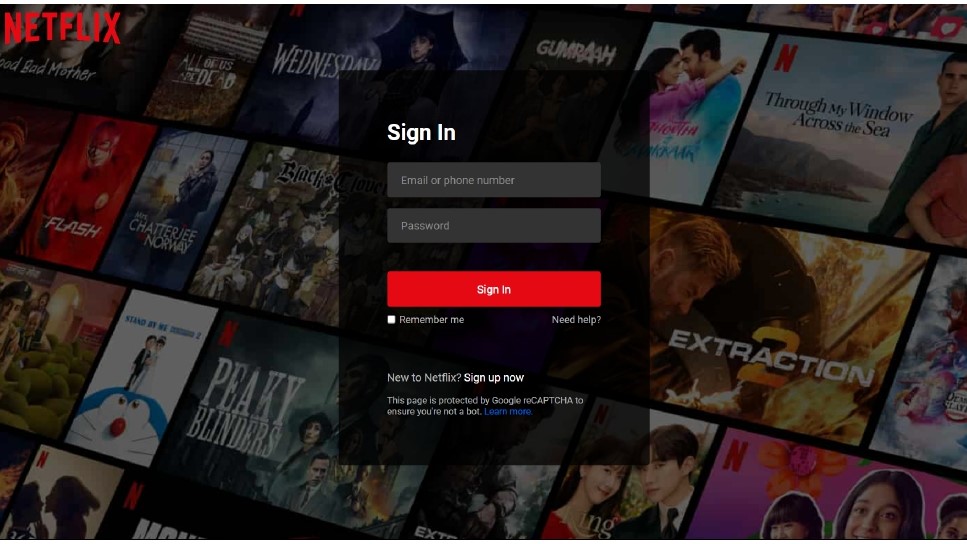 NETFLIX
ood Bad Mother
ALL OF US
ARE DEAD
WEDNESDAY
GUMRAAH
THROUGH MY WINDOW
ACROSS THE SEA
Sign In
Email or phone number
Password
Sign In
Remember me
Need help?
New to Netflix? Sign up now
This page is protected by Google reCAPTCHA to
ensure you're not a bot. Learn more.
FLASH
Mrs.
CHATTERJEE
NORWAY
Black Clover
STAND BY ME
2
PEAKY
BLINDERS
EXTRACTION
2
EXT
ing